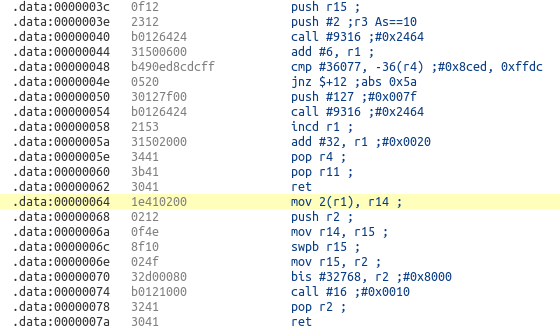 .data:0000003c 0f12 push r15 ;
.data:0000003e 2312 push #2 ;r3 As==10
.data:00000040 b0126424 call #9316 ;#0x2464
.data:00000044 31500600 add #6, r1 ;
.data:00000048 b490ed8cdcff cmp #36077, -36(r4) ;#0x8ced, 0xffdc
.data:0000004e 0520 jnz $+12 ;abs 0x5a
.data:00000050 30127f00 push #127 ;#0x007f
.data:00000054 b0126424 call #9316 ;#0x2464
.data:00000058 2153 incd r1 ;
.data:0000005a 31502000 add #32, r1 ;#0x0020
.data:0000005e 3441 pop r4 ;
.data:00000060 3b41 pop r11 ;
.data:00000062 3041 ret
.data:00000064 1e410200 mov 2(r1), r14 ;
.data:00000068 0212 push r2 ;
.data:0000006a 0f4e mov r14, r15 ;
.data:0000006c 8f10 swpb r15 ;
.data:0000006e 024f mov r15, r2 ;
.data:00000070 32d00080 bis #32768, r2 ;#0x8000
.data:00000074 b0121000 call #16 ;#0x0010
.data:00000078 3241 pop r2 ;
.data:0000007a 3041 ret